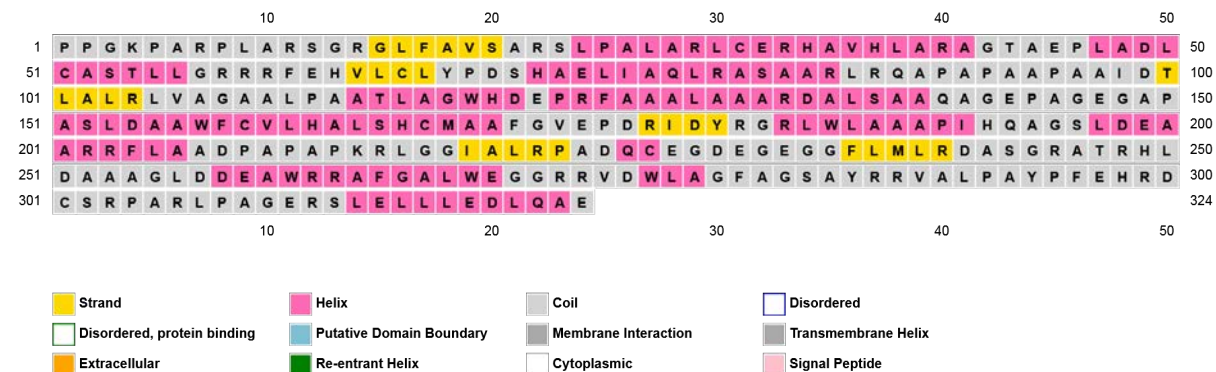 10 20 30 40 50
1 P P G K P A R P L A R S G R G L F A V S A R S L P A L A R L C E R H A V H L A R A G T A E P L A D L 50
51 C A S T L L G R R R F E H V L C L Y P D S H A E L I A Q L R A S A A R L R Q A P A P A A P A A I D T 100
101 L A L R L V A G A A L P A A T L A G W H D E P R F A A A L A A A R D A L S A A Q A G E P A G E G A P 150
151 A S L D A A W F C V L H A L S H C M A A F G V E P D R I D Y R G R L W L A A A P I H Q A G S L D E A 200
201 A R R F L A A D P A P A P K R L G G I A L R P A D Q C E G D E G E G G F L M L R D A S G R A T R H L 250
251 D A A A G L D D E A W R R A F G A L W E G G R R V D W L A G F A G S A Y R R V A L P A Y P F E H R D 300
301 C S R P A R L P A G E R S L E L L L E D L Q A E 324
10 20 30 40 50
Strand Helix Coil Disordered
Disordered, protein binding Putative Domain Boundary Membrane Interaction Transmembrane Helix
Extracellular Re-entrant Helix Cytoplasmic Signal Peptide